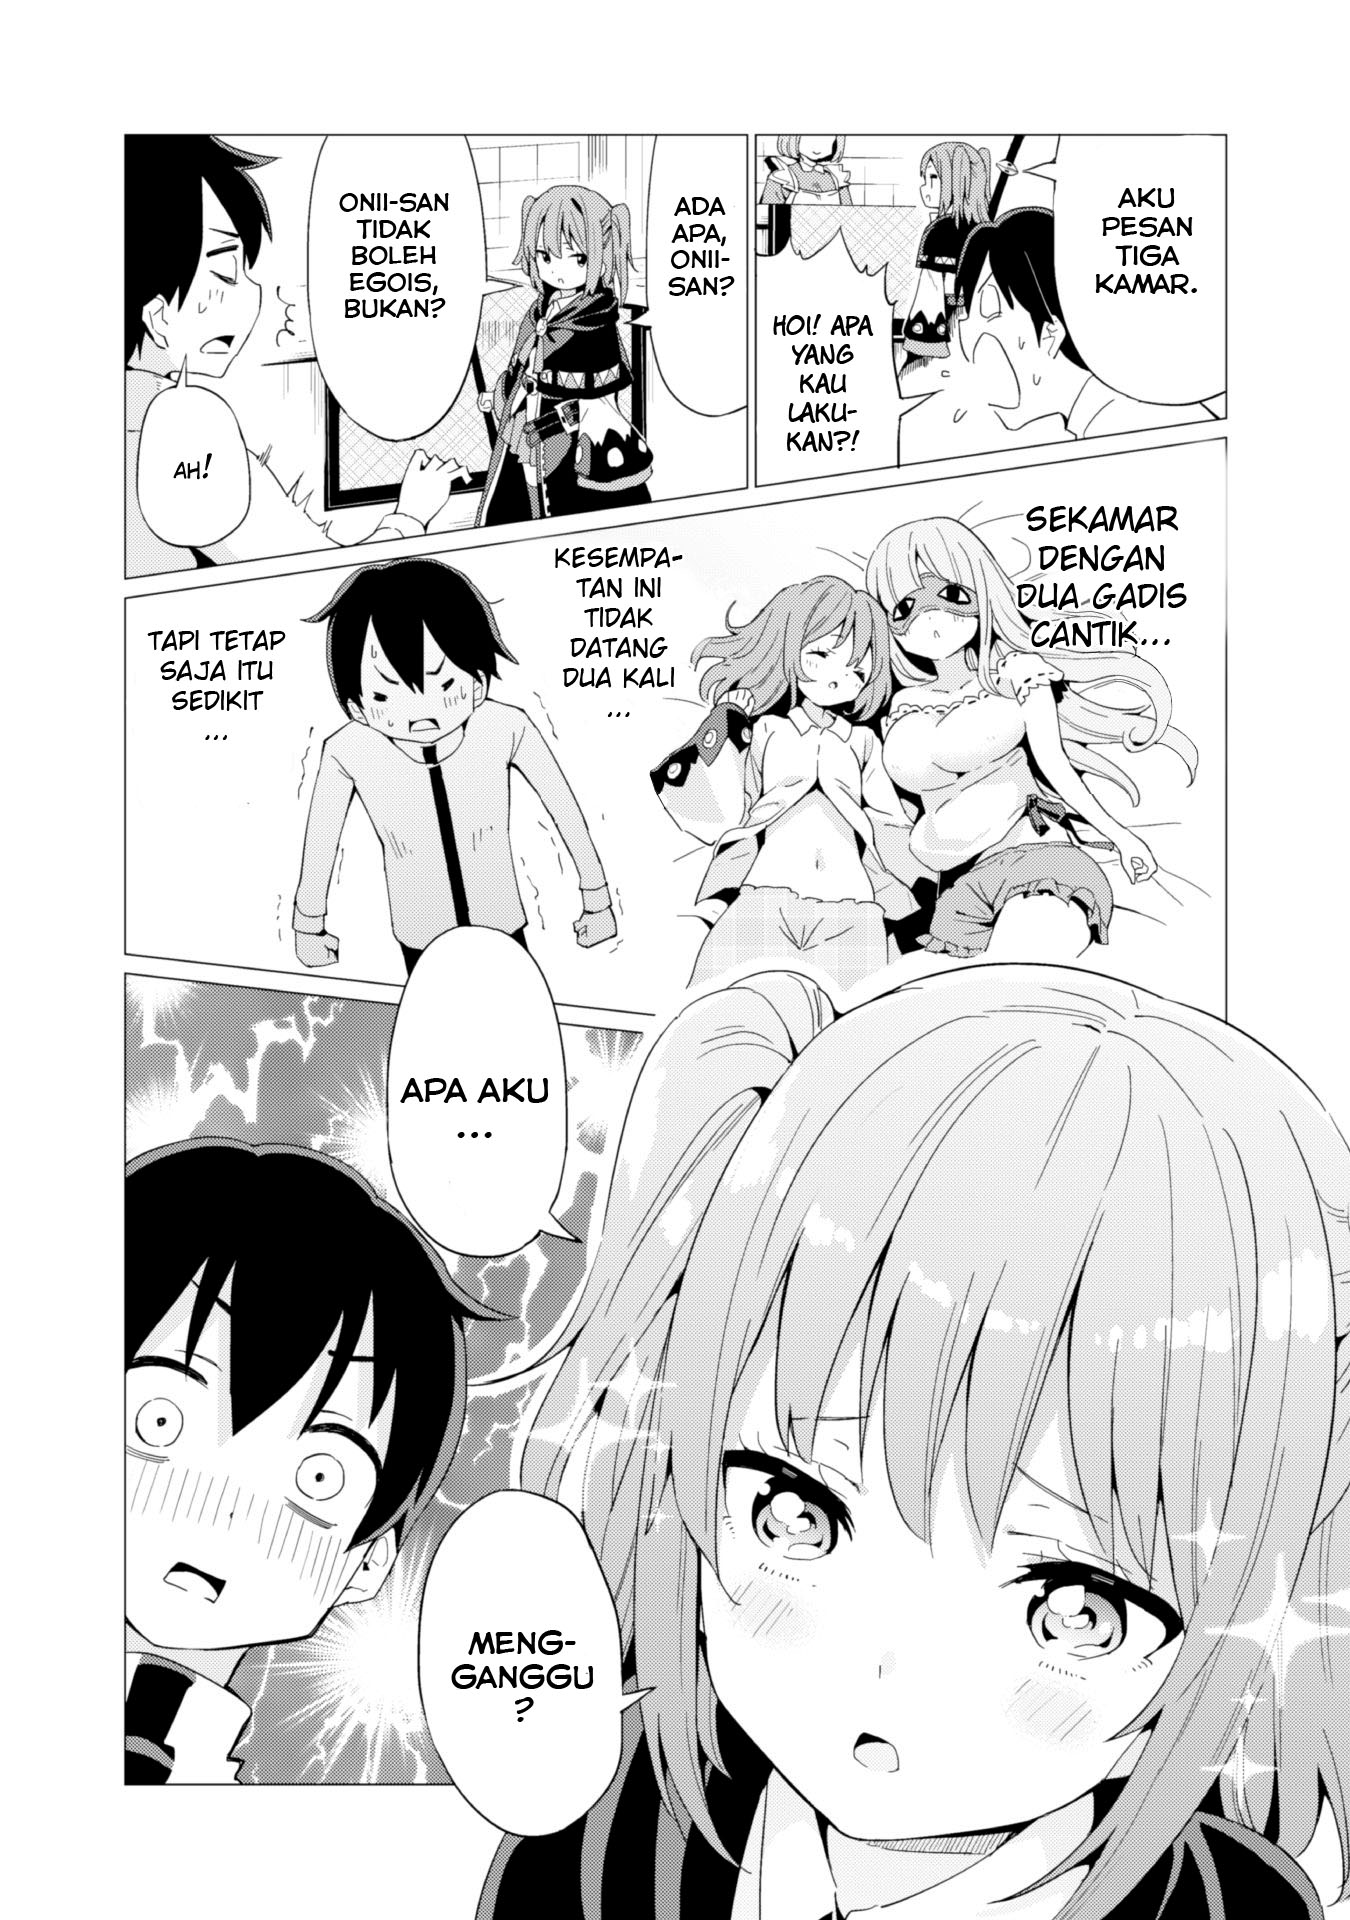 AKU
PESAN
TIGA
KAMAR.
HOI! APA
YANG
KAU
LAKU-
KAN?!
ADA
APA,
ONII-
SAN?
ONII-SAN
TIDAK
BOLEH
EGOIS,
BUKAN?
AH!
SEKAMAR
DENGAN
DUA GADIS
CANTIK...
KESEMPA-
TAN INI
TIDAK
DATANG
DUA KALI
...
TAPI TETAP
SAJA ITU
SEDIKIT
...
APA AKU
...
MENG-
GANGGU
?